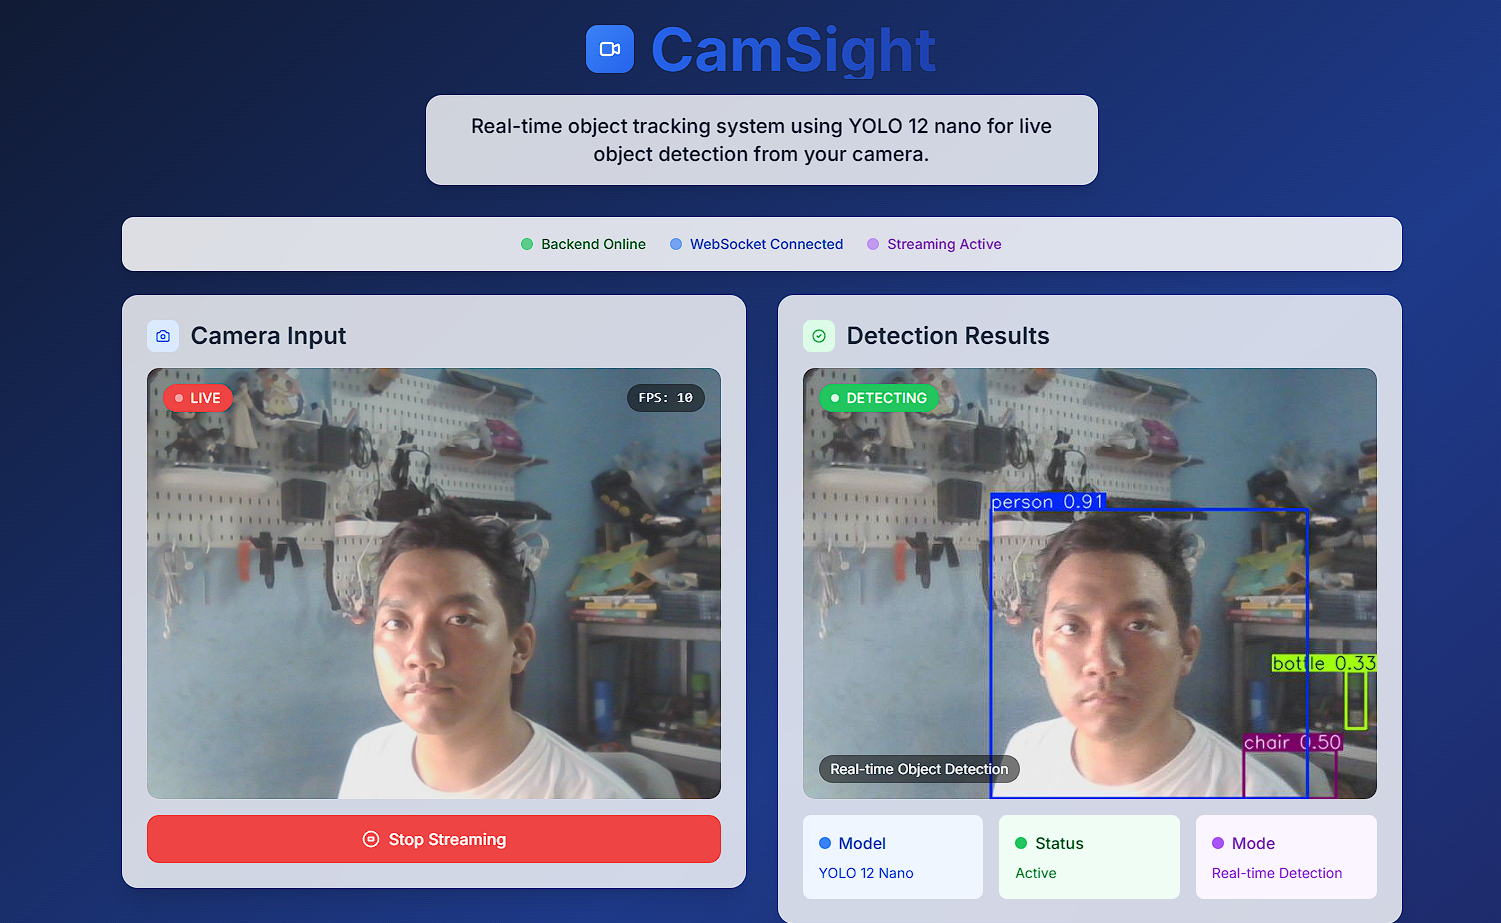 CamSight
Real-time object tracking system using YOLO 12 nano for live
object detection from your camera.
Backend Online
WebSocket Connected
Streaming Active
Camera Input
LIVE
FPS: 10
Stop Streaming
Detection Results
DETECTING
person 0.91
bottle 0.33
chair 0.50
Real-time Object Detection
Model
YOLO 12 Nano
Status
Active
Mode
Real-time Detection